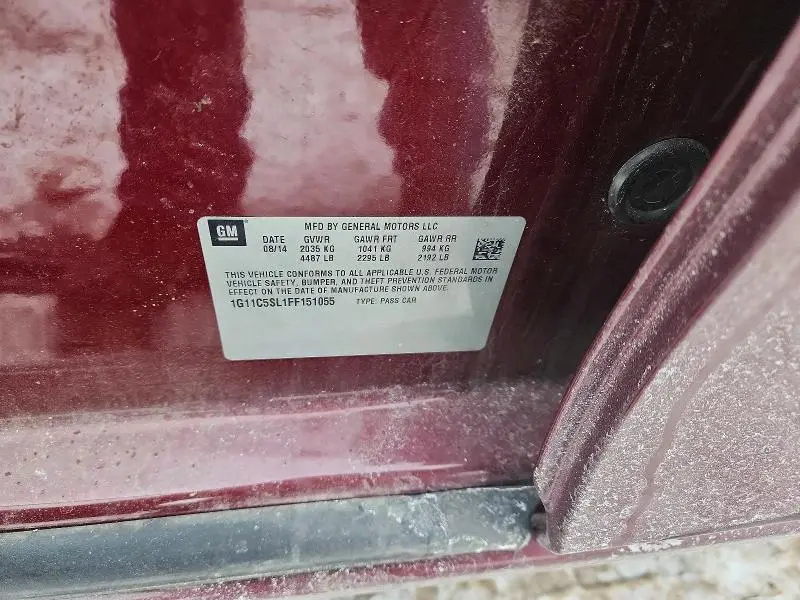 GM
MFD BY GENERAL MOTORS LLC
DATE GVWR GAWR FRT GAWR RR
08/14 2035 KG 1041 KG 994 KG
4487 LB 2295 LB 2192 LB
THIS VEHICLE CONFORMS TO ALL APPLICABLE U.S. FEDERAL MOTOR
VEHICLE SAFETY, BUMPER, AND THEFT PREVENTION STANDARDS IN
EFFECT ON THE DATE OF MANUFACTURE SHOWN ABOVE.
1G11C5SL1FF151055 TYPE: PASS CAR